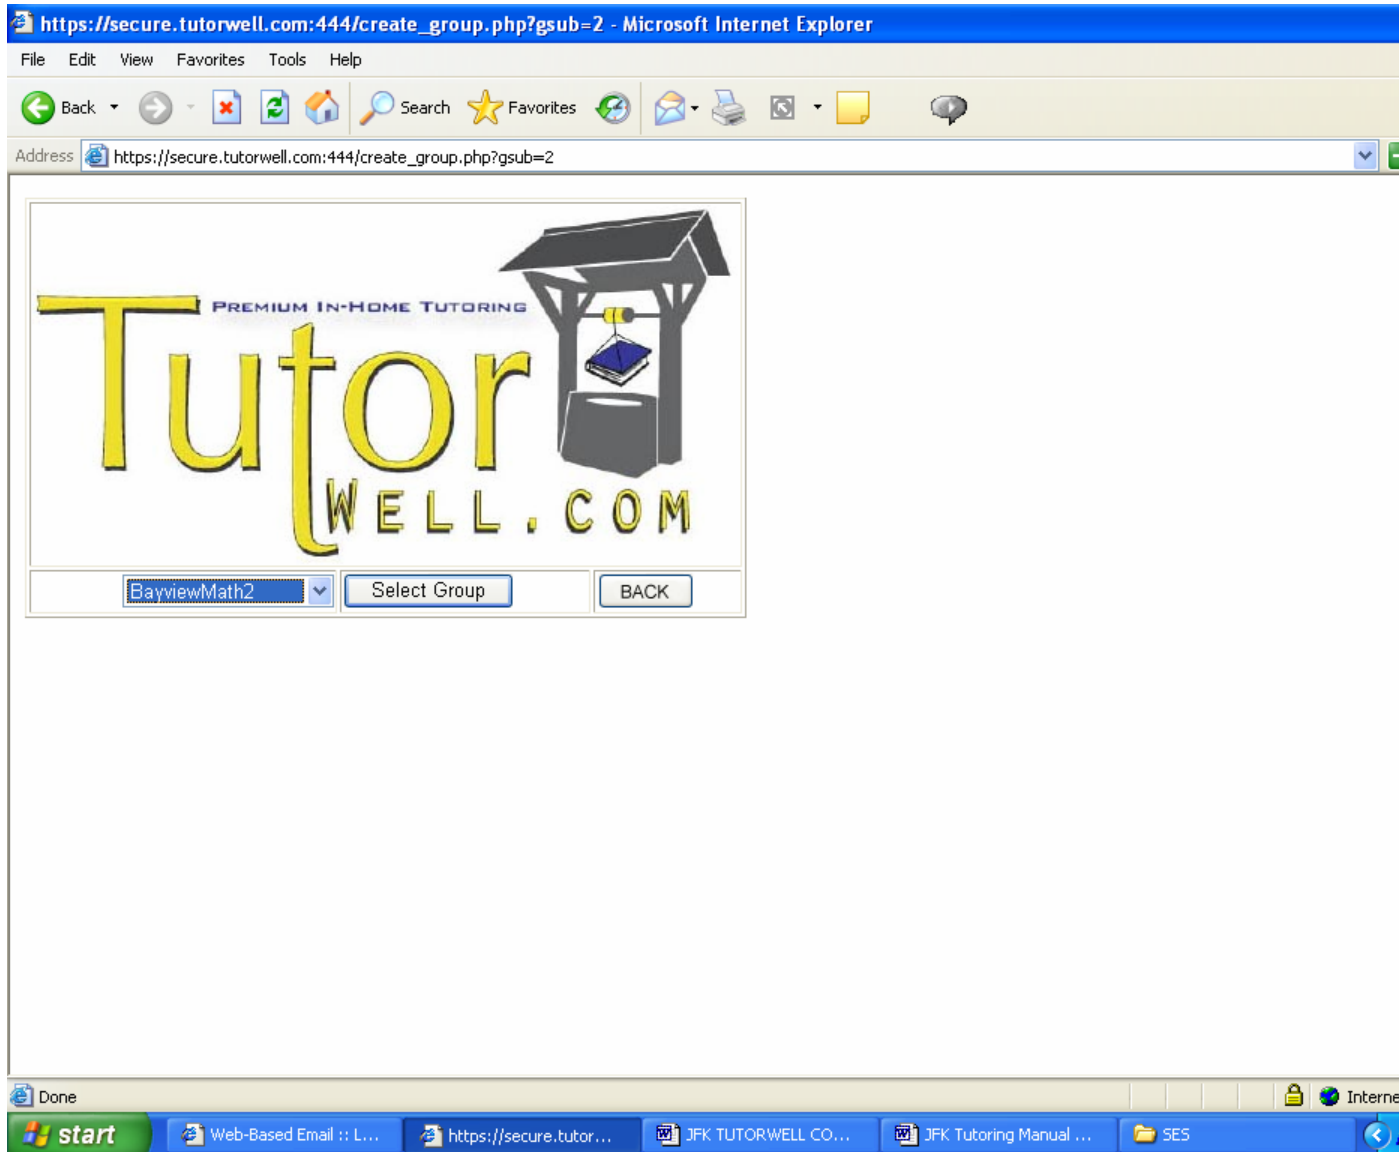 https://secure.tutorwell.com:444/create_group.php?gsub=2 - Microsoft Internet Explorer
File Edit View Favorites Tools Help
Back Search Favorites
Address https://secure.tutorwell.com:444/create_group.php?gsub=2
PREMIUM IN-HOME TUTORING
Tutor
WELL.COM
BayviewMath2 Select Group BACK
Done Interne
start Web-Based Email :: L... https://secure.tutor... JFK TUTORWELL CO... JFK Tutoring Manual ... SES